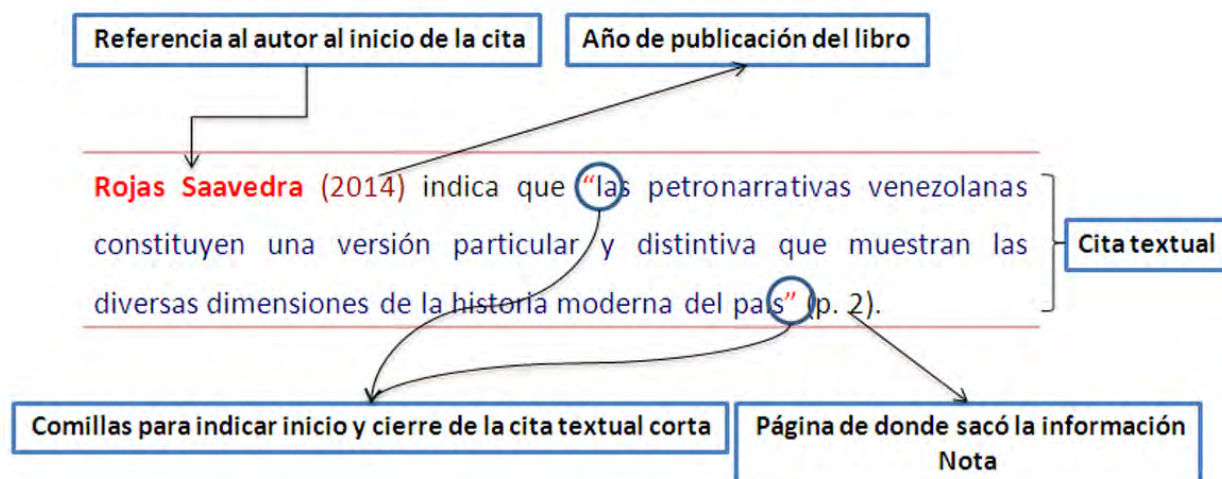 Referencia al autor al inicio de la cita
Año de publicación del libro
Rojas Saavedra (2014) indica que “las petronarrativas venezolanas
constituyen una versión particular y distintiva que muestran las
diversas dimensiones de la historia moderna del país” (p. 2).
Cita textual
Comillas para indicar inicio y cierre de la cita textual corta
Página de donde sacó la información
Nota